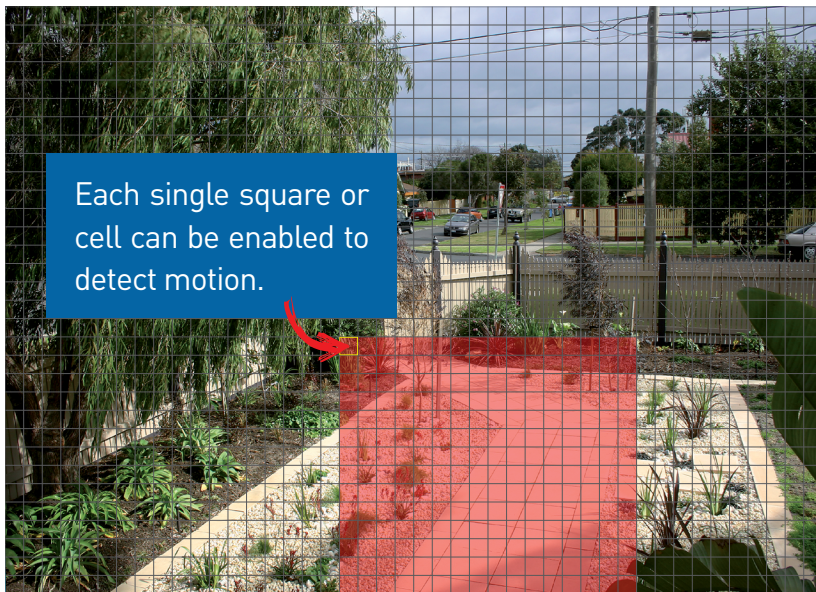 Each single square or
cell can be enabled to
detect motion.